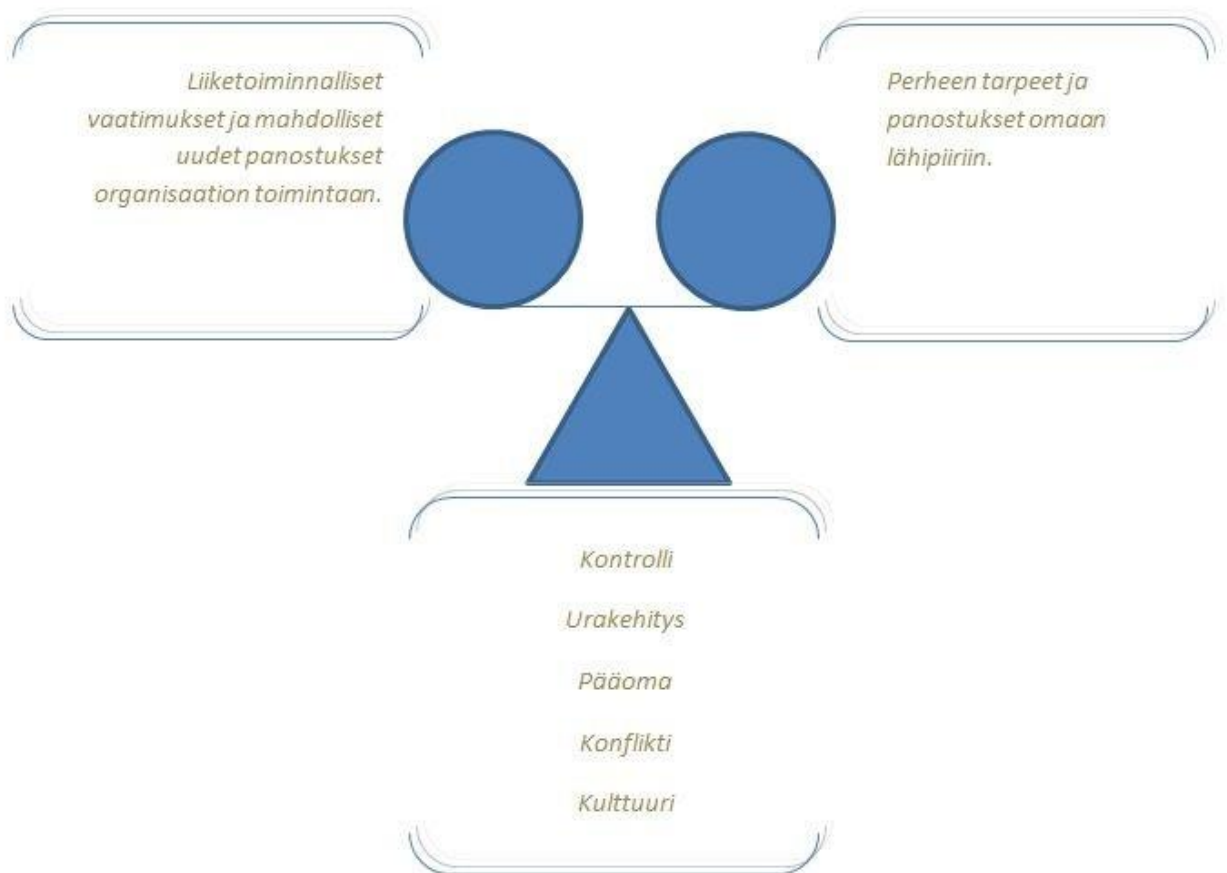 Liiketoiminnalliset
vaatimukset ja mahdolliset
uudet panostukset
organisaation toimintaan.
Perheen tarpeet ja
panostukset omaan
lähipiiriin.
Kontrolli
Urakehitys
Pääoma
Konflikti
Kulttuuri